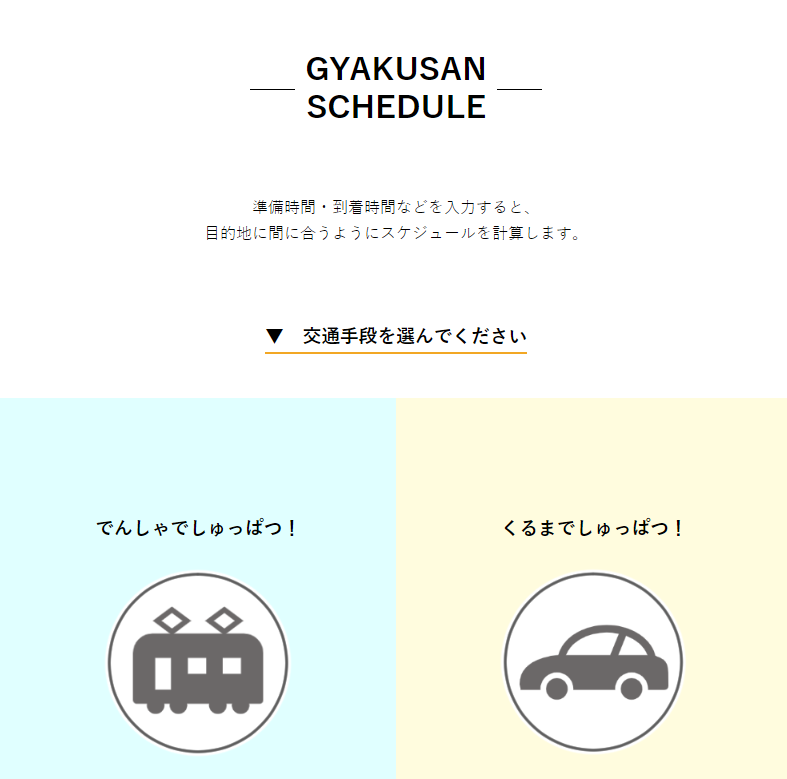 GYAKUSAN
SCHEDULE
準備時間・到着時間などを入力すると、
目的地に間に合うようにスケジュールを計算します。
▼　交通手段を選んでください
でんしゃでしゅっぱつ！
くるまでしゅっぱつ！